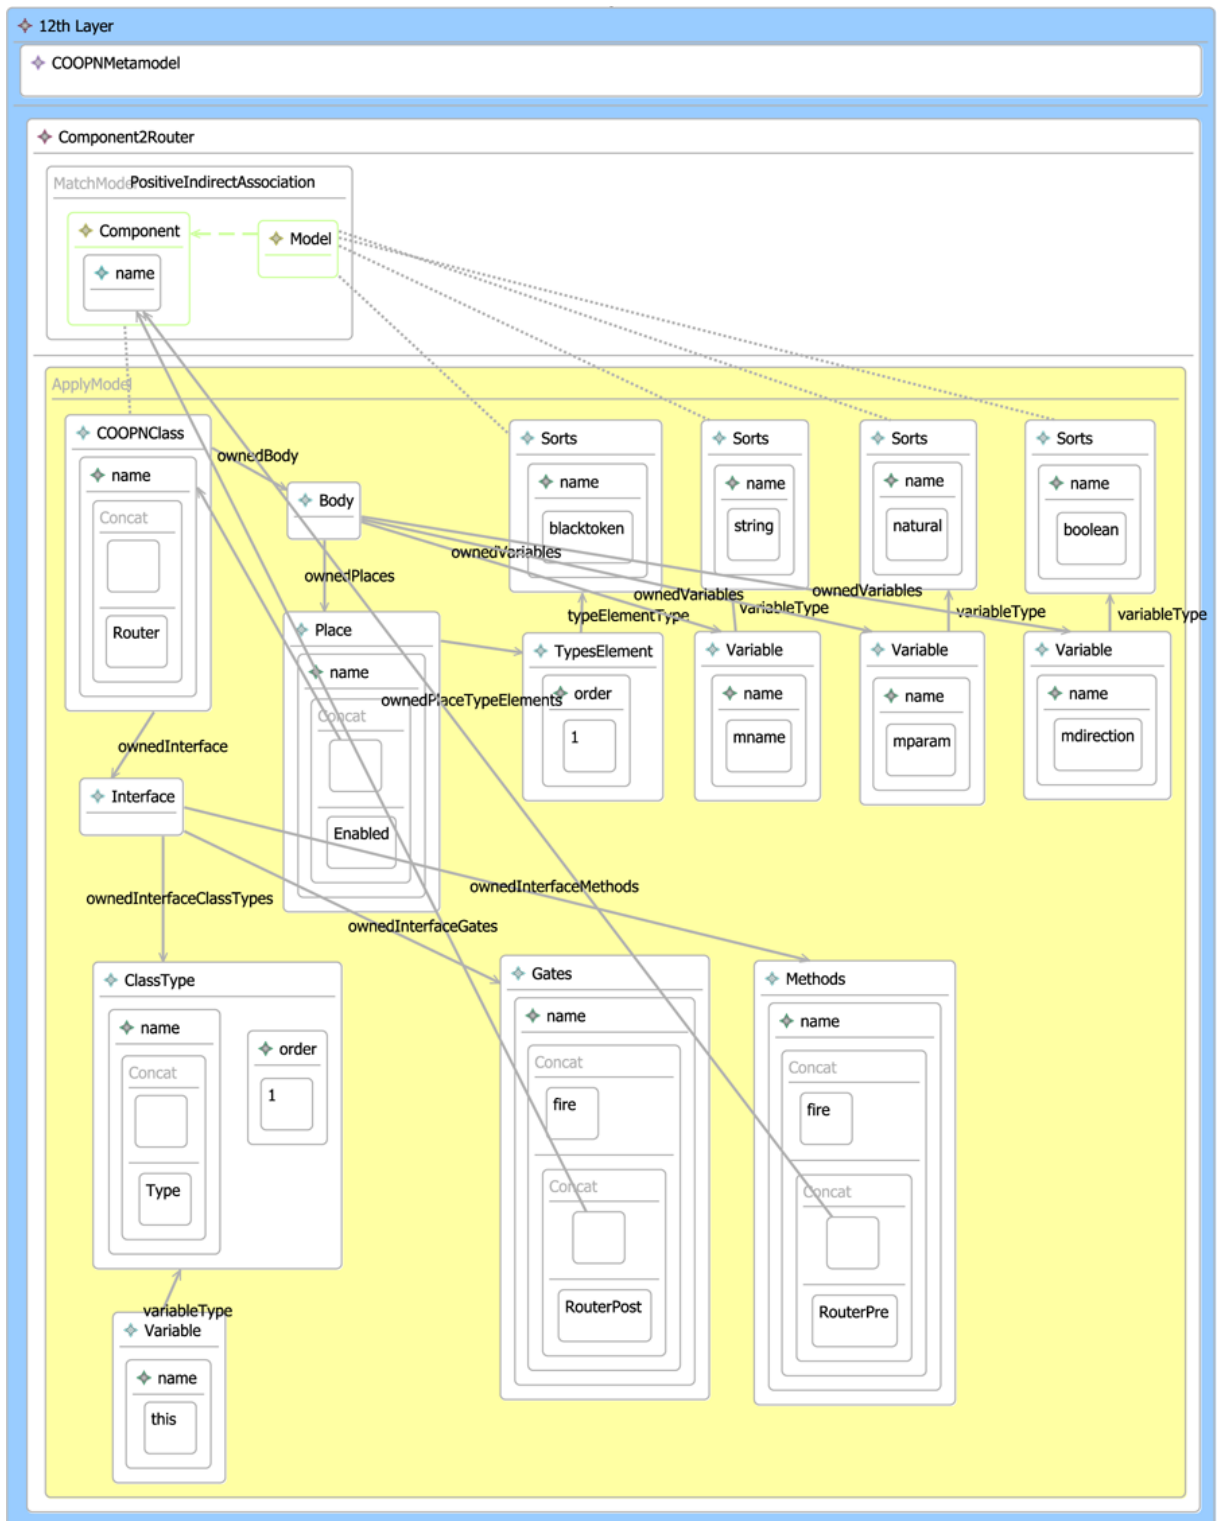 12th Layer
COOPNMetamodel
Component2Router
MatchModel
PositiveIndirectAssociation
Component
name
Model
ApplyModel
COOPNClass
name
Concat
Router
ownedBody
Body
ownedPlaces
Sorts
name
blacktoken
Sorts
name
string
Sorts
name
natural
Sorts
name
boolean
ownedVariables
ownedVariables
ownedVariables
typeElementType
variableType
variableType
variableType
Place
name
Concat
Enabled
ownedPlaceTypeElements
TypesElement
order
1
Variable
name
mname
Variable
name
mparam
Variable
name
mdirection
ownedInterface
Interface
ownedInterfaceClassTypes
ownedInterfaceGates
ownedInterfaceMethods
ClassType
name
Concat
Type
order
1
Gates
name
Concat
fire
Concat
RouterPost
Methods
name
Concat
fire
Concat
RouterPre
variableType
Variable
name
this